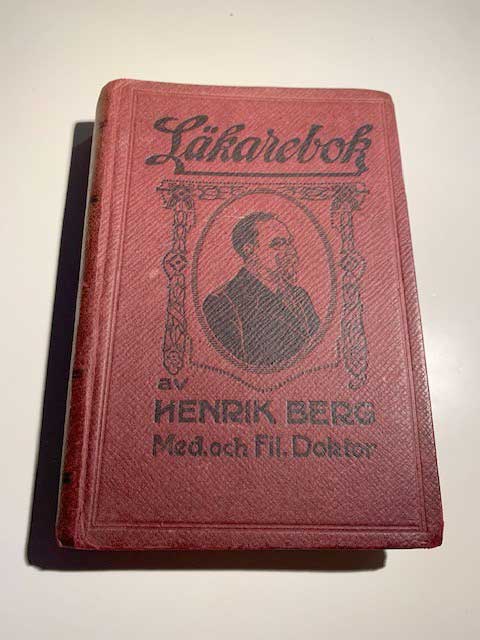 Läkarebok
av
HENRIK BERG
Med. och Fil. Doktor